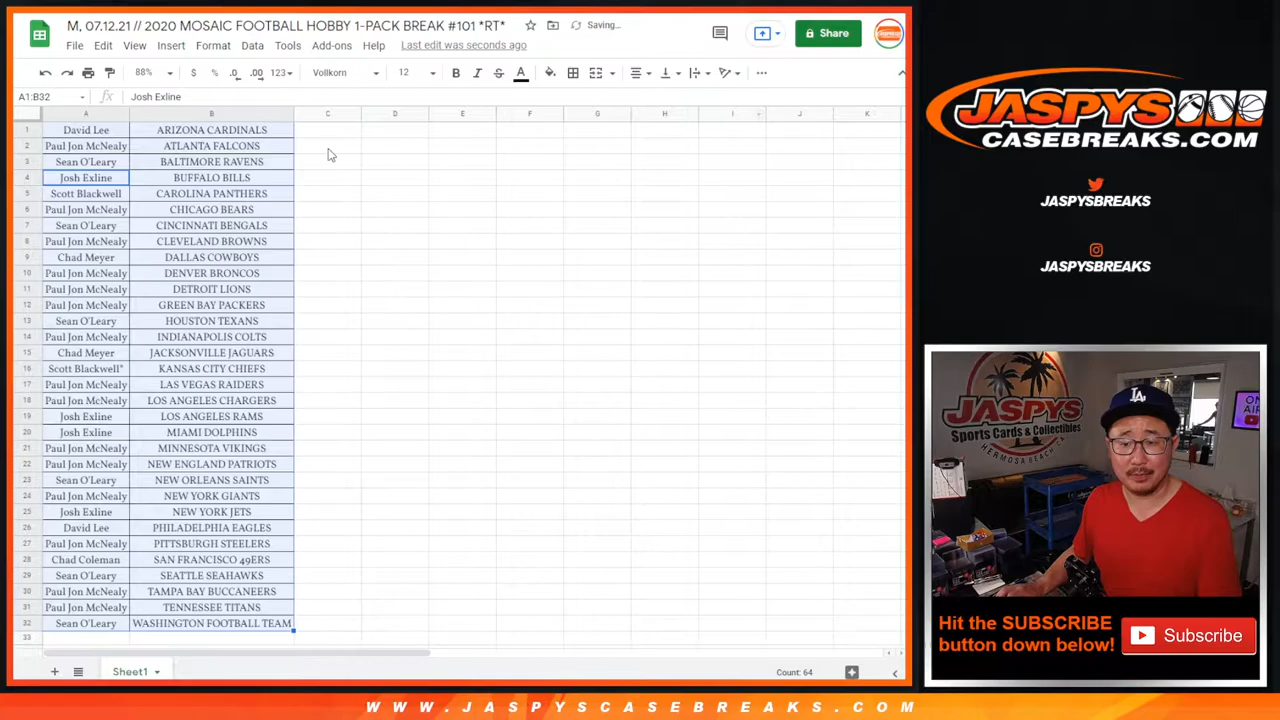 M, 07.12.21 // 2020 MOSAIC FOOTBALL HOBBY 1-PACK BREAK #101 *RT*
Saving...
File Edit View Insert Format Data Tools Add-ons Help Last edit was seconds ago
Share
88% $ % .0 .00 123 Vollkorn 12 B I S A
A1:B32 fx Josh Exline
A B C D E F G H I J K
1 David Lee ARIZONA CARDINALS
2 Paul Jon McNealy ATLANTA FALCONS
3 Sean O'Leary BALTIMORE RAVENS
4 Josh Exline BUFFALO BILLS
5 Scott Blackwell CAROLINA PANTHERS
6 Paul Jon McNealy CHICAGO BEARS
7 Sean O'Leary CINCINNATI BENGALS
8 Paul Jon McNealy CLEVELAND BROWNS
9 Chad Meyer DALLAS COWBOYS
10 Paul Jon McNealy DENVER BRONCOS
11 Paul Jon McNealy DETROIT LIONS
12 Paul Jon McNealy GREEN BAY PACKERS
13 Sean O'Leary HOUSTON TEXANS
14 Paul Jon McNealy INDIANAPOLIS COLTS
15 Chad Meyer JACKSONVILLE JAGUARS
16 Scott Blackwell* KANSAS CITY CHIEFS
17 Paul Jon McNealy LAS VEGAS RAIDERS
18 Paul Jon McNealy LOS ANGELES CHARGERS
19 Josh Exline LOS ANGELES RAMS
20 Josh Exline MIAMI DOLPHINS
21 Paul Jon McNealy MINNESOTA VIKINGS
22 Paul Jon McNealy NEW ENGLAND PATRIOTS
23 Sean O'Leary NEW ORLEANS SAINTS
24 Paul Jon McNealy NEW YORK GIANTS
25 Josh Exline NEW YORK JETS
26 David Lee PHILADELPHIA EAGLES
27 Paul Jon McNealy PITTSBURGH STEELERS
28 Chad Coleman SAN FRANCISCO 49ERS
29 Sean O'Leary SEATTLE SEAHAWKS
30 Paul Jon McNealy TAMPA BAY BUCCANEERS
31 Paul Jon McNealy TENNESSEE TITANS
32 Sean O'Leary WASHINGTON FOOTBALL TEAM
33
Sheet1
Count: 64
JASPYS
CASEBREAKS.COM
JASPYSBREAKS
JASPYSBREAKS
JASPYS
Sports Cards & Collectibles
HERMOSA BEACH CA
LA
ON
AIR
Hit the SUBSCRIBE
button down below!
Subscribe
WWW.JASPYSCASEBREAKS.COM